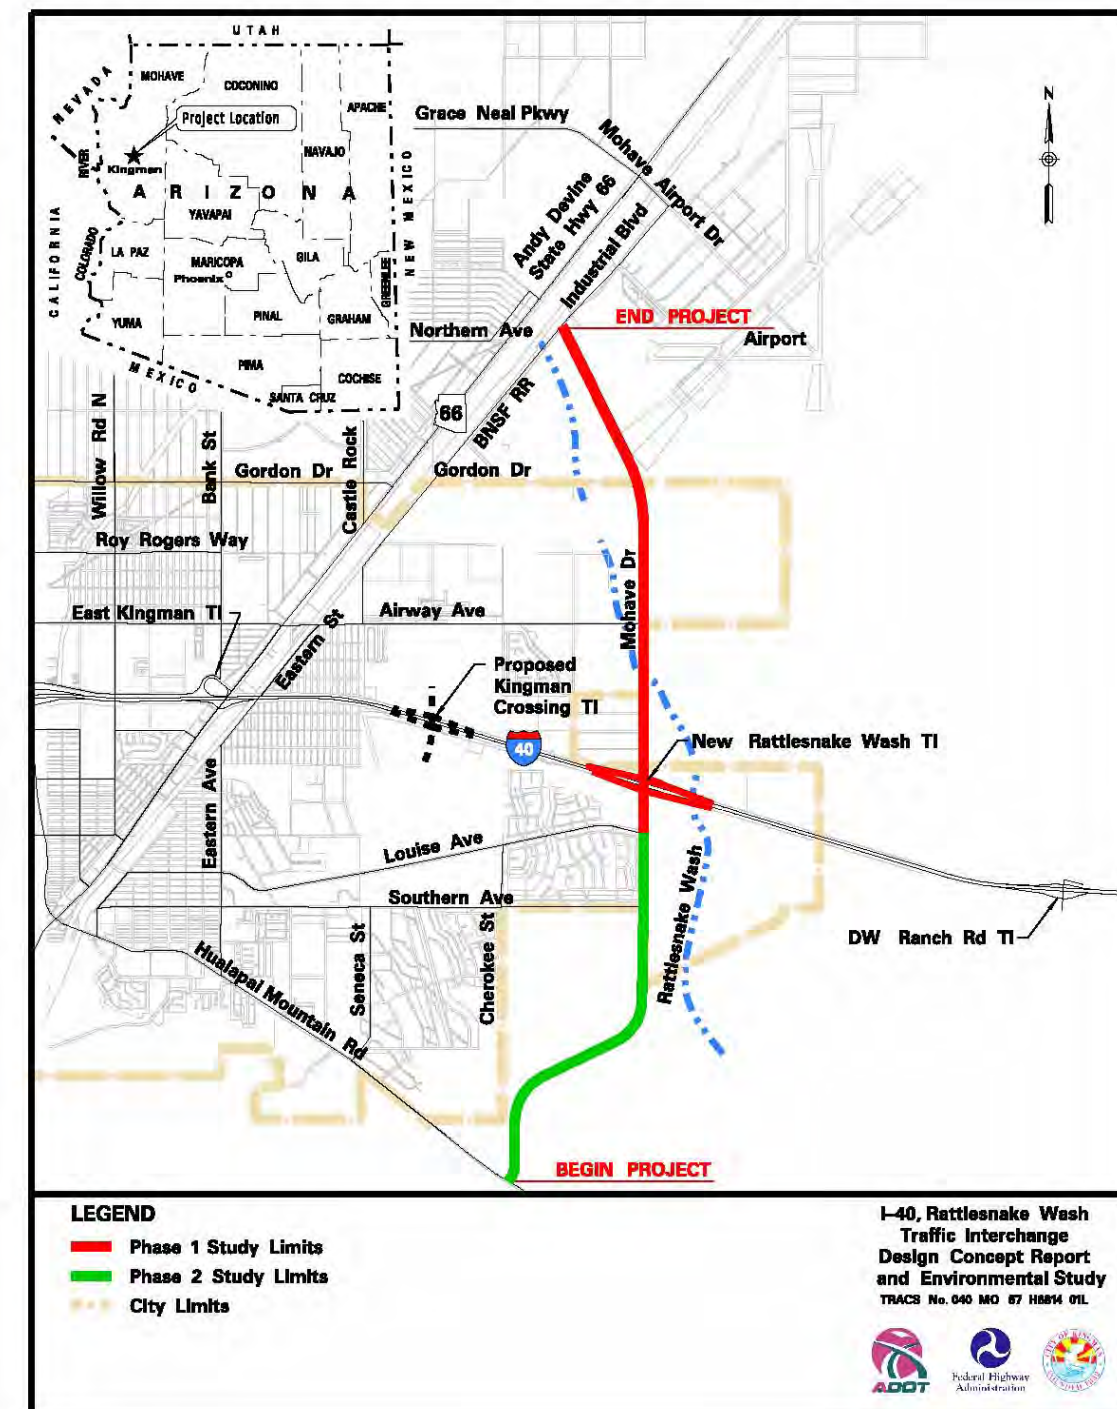 UTAH
NEVADA
MOHAVE
COCONINO
APACHE
Project Location
NAVAJO
RIVER
Kingman
ARIZONA
NEW MEXICO
CALIFORNIA
COLORADO
YAVAPAI
LA PAZ
MARICOPA
GILA
Phoenix
GREENLEE
YUMA
PINAL
GRAHAM
PIMA
COCHISE
MEXICO
SANTA CRUZ
N
Grace Neal Pkwy
Mohave Airport Dr
Andy Devine
State Hwy 66
Industrial Blvd
END PROJECT
Northern Ave
Airport
66
BNSF RR
Willow Rd N
Bank St
Gordon Dr
Castle Rock
Gordon Dr
Roy Rogers Way
Mohave Dr
East Kingman TI
Airway Ave
Eastern St
Proposed
Kingman
Crossing TI
40
New Rattlesnake Wash TI
Eastern Ave
Louise Ave
Southern Ave
Rattlesnake Wash
DW Ranch Rd TI
Hualapai Mountain Rd
Seneca St
Cherokee St
BEGIN PROJECT
LEGEND
Phase 1 Study Limits
Phase 2 Study Limits
City Limits
I-40, Rattlesnake Wash
Traffic Interchange
Design Concept Report
and Environmental Study
TRACS No. 040 MO 57 H6814 01L
ADOT
Federal Highway
Administration
CITY OF KINGMAN